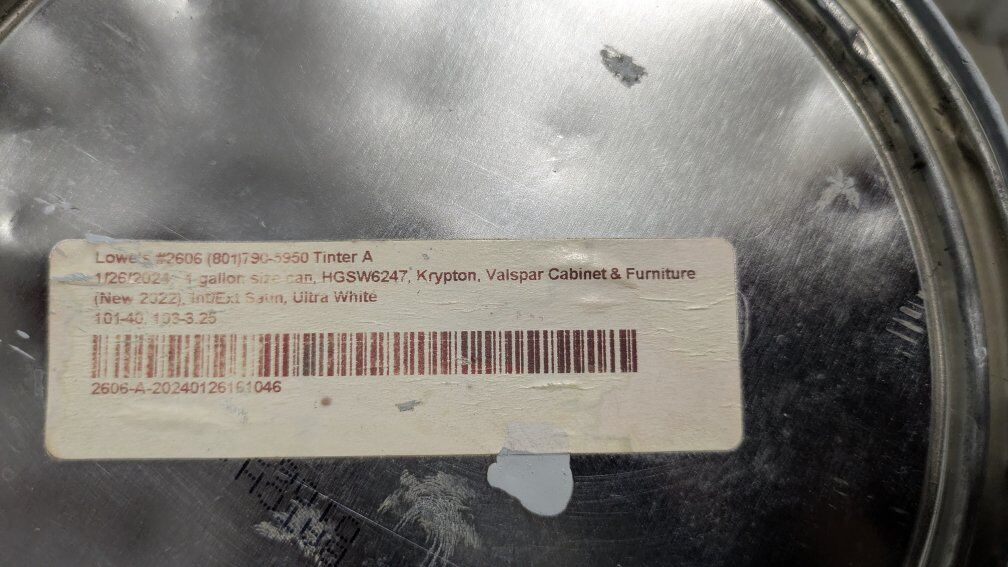 Lowe's #2606 (801)790-5950 Tinter A
1/26/2024 1 gallon size can, HGSW6247, Krypton, Valspar Cabinet & Furniture
(New 2022), Int/Ext Satin, Ultra White
101-40, 103-3.25
2606-A-20240126161046